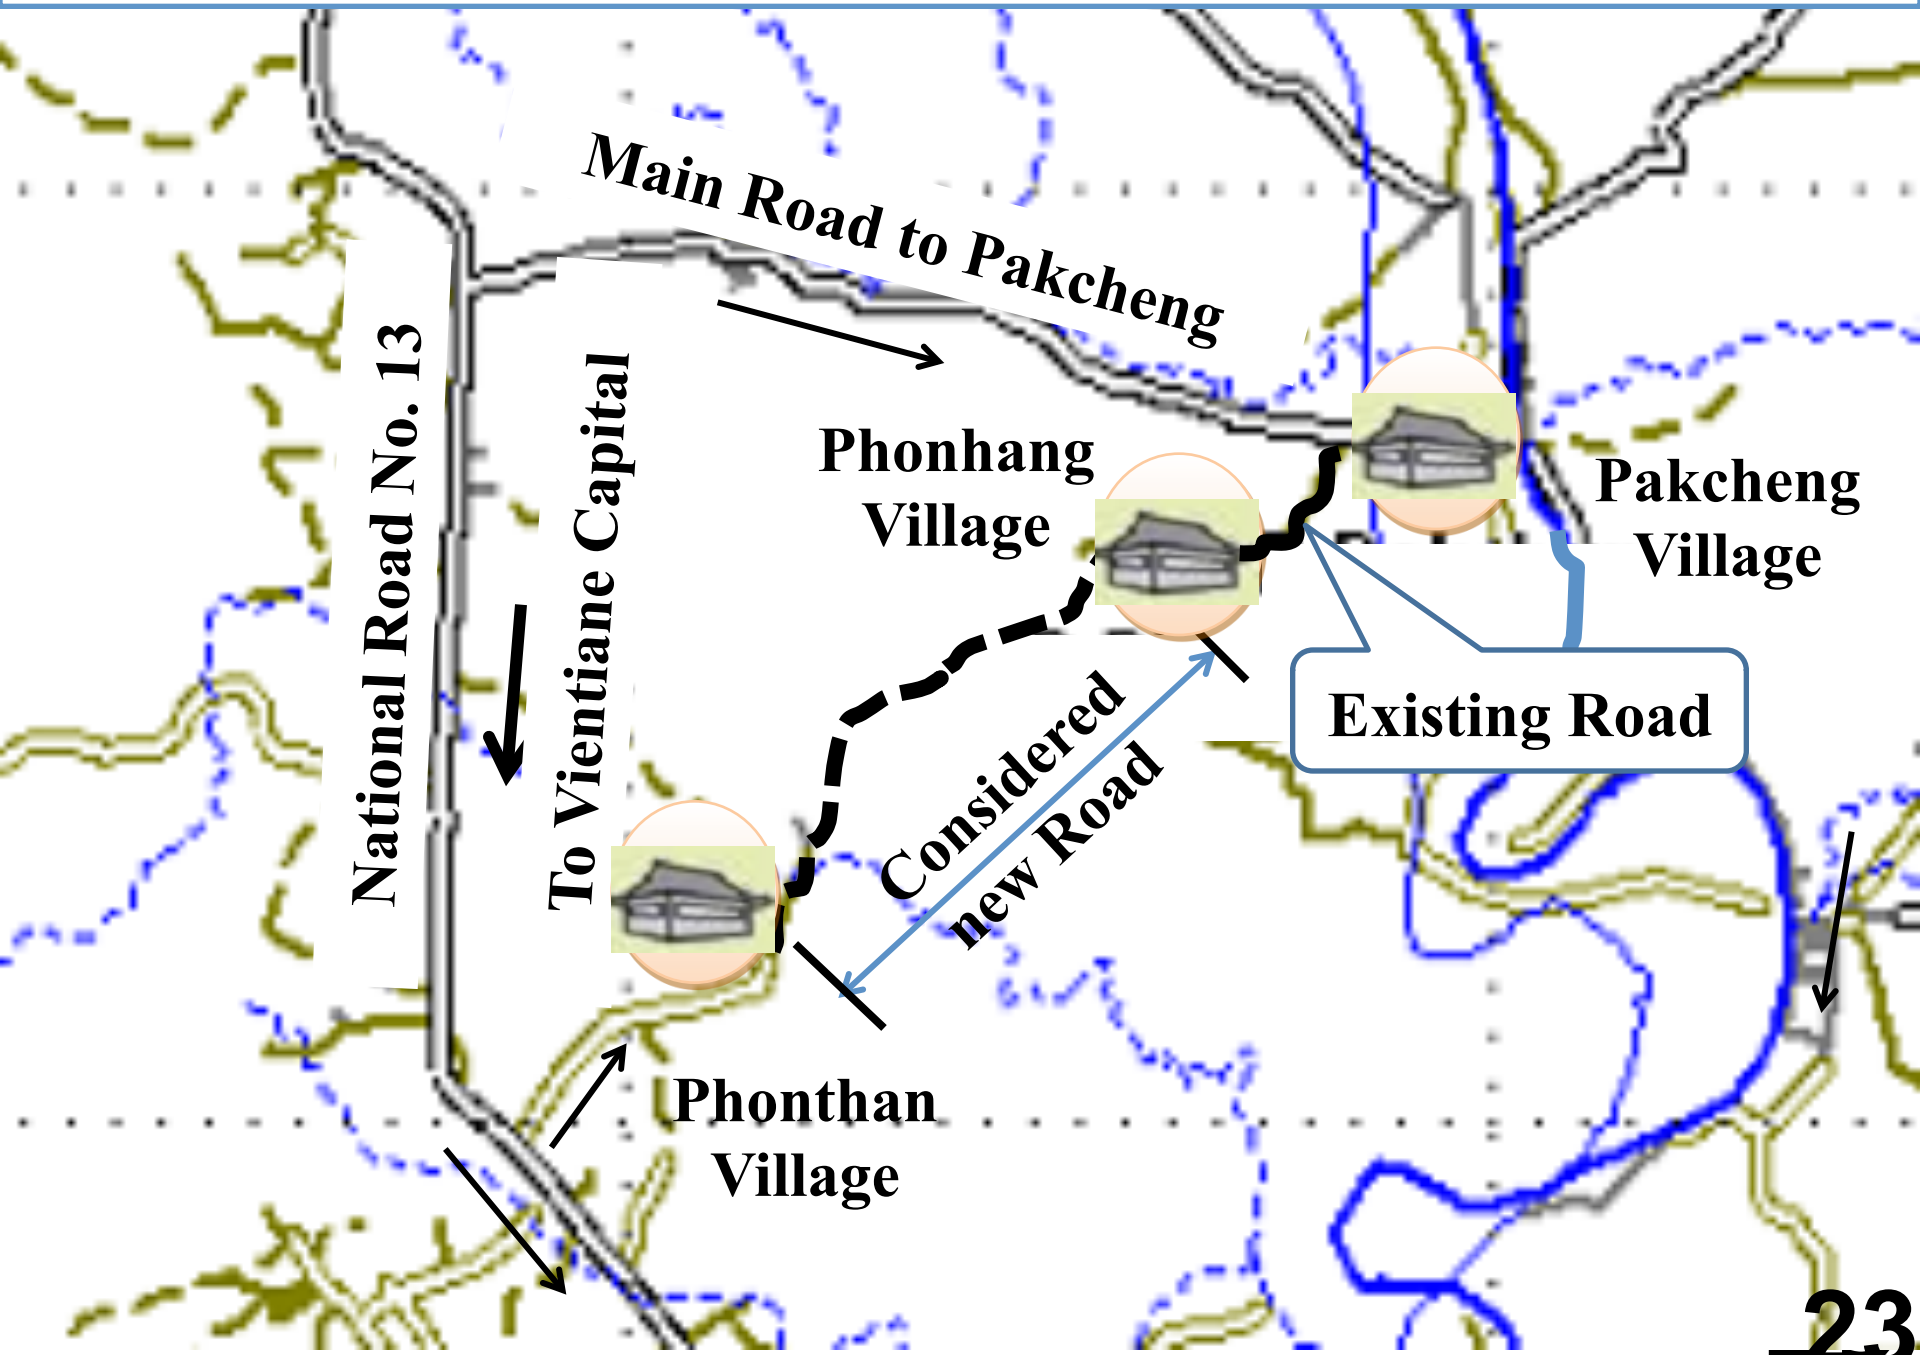 Main Road to Pakcheng
National Road No. 13
To Vientiane Capital
Phonhang
Village
Pakcheng
Village
Existing Road
Considered
new Road
Phonthan
Village
23